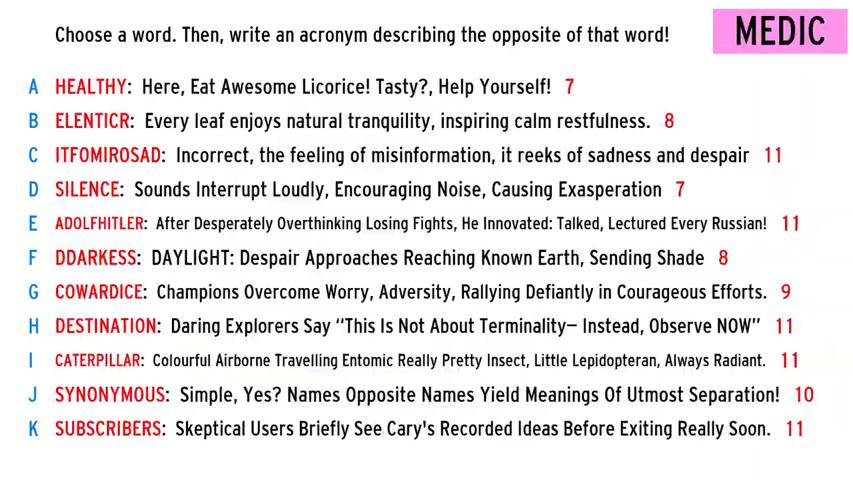 Choose a word. Then, write an acronym describing the opposite of that word!
MEDIC
A HEALTHY: Here, Eat Awesome Licorice! Tasty?, Help Yourself! 7
B ELENTICR: Every leaf enjoys natural tranquility, inspiring calm restfulness. 8
C ITFOMIROSAD: Incorrect, the feeling of misinformation, it reeks of sadness and despair 11
D SILENCE: Sounds Interrupt Loudly, Encouraging Noise, Causing Exasperation 7
E ADOLFHITLER: After Desperately Overthinking Losing Fights, He Innovated: Talked, Lectured Every Russian! 11
F DDARKESS: DAYLIGHT: Despair Approaches Reaching Known Earth, Sending Shade 8
G COWARDICE: Champions Overcome Worry, Adversity, Rallying Defiantly in Courageous Efforts. 9
H DESTINATION: Daring Explorers Say “This Is Not About Terminality— Instead, Observe NOW” 11
I CATERPILLAR: Colourful Airborne Travelling Entomic Really Pretty Insect, Little Lepidopteran, Always Radiant. 11
J SYNONYMOUS: Simple, Yes? Names Opposite Names Yield Meanings Of Utmost Separation! 10
K SUBSCRIBERS: Skeptical Users Briefly See Cary's Recorded Ideas Before Exiting Really Soon. 11